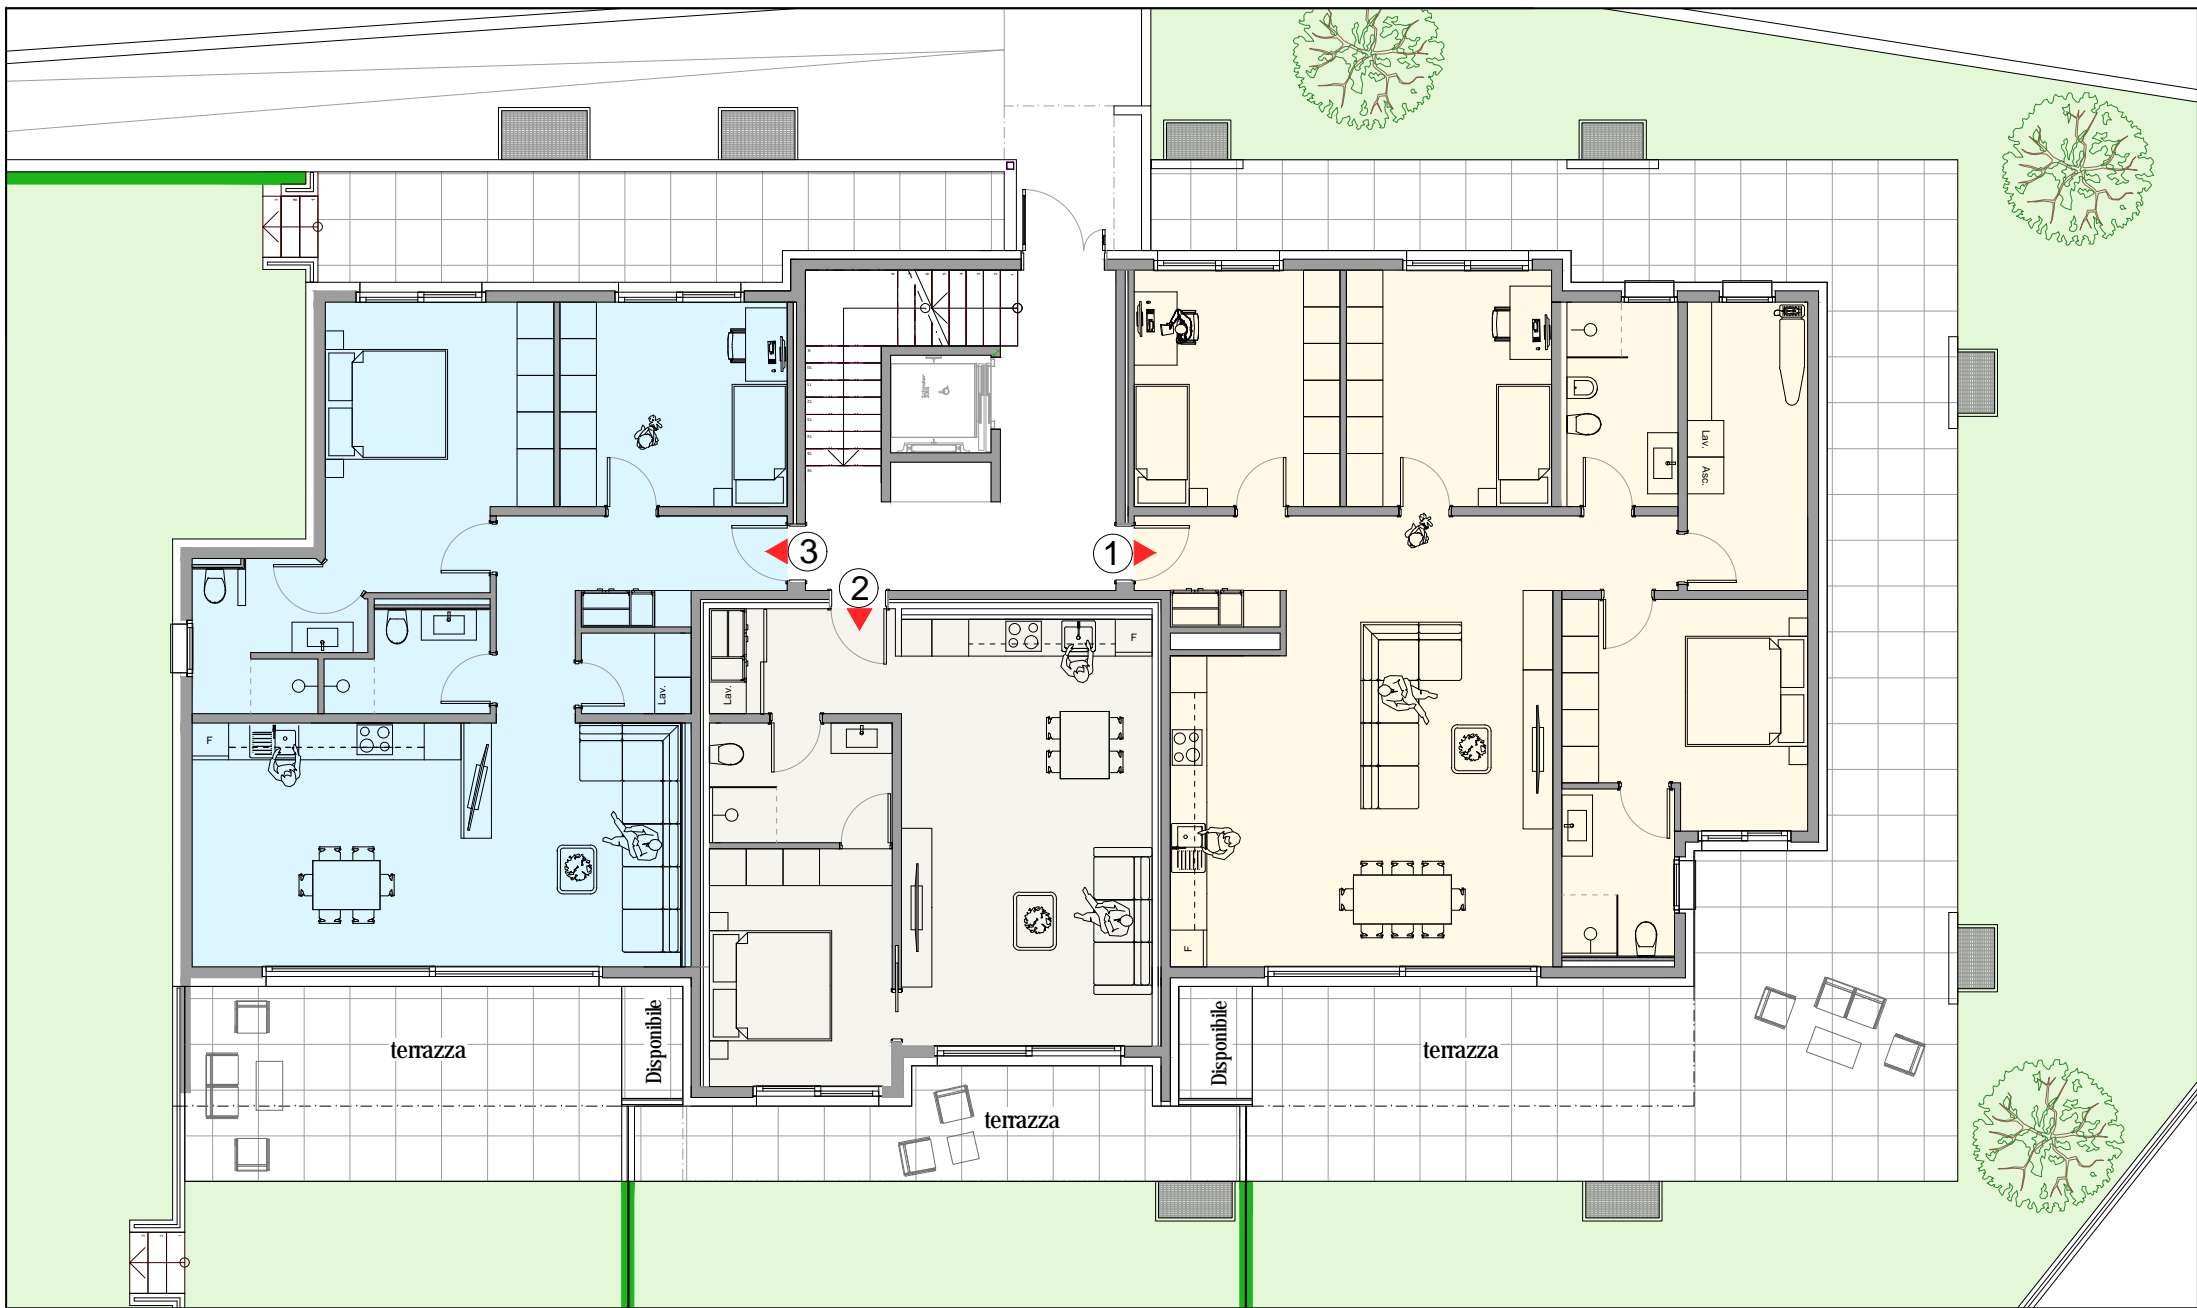 Lav.
Asc.
3
1
2
F
Lav.
Lav.
F
F
Disponibile
Disponibile
terrazza
terrazza
terrazza